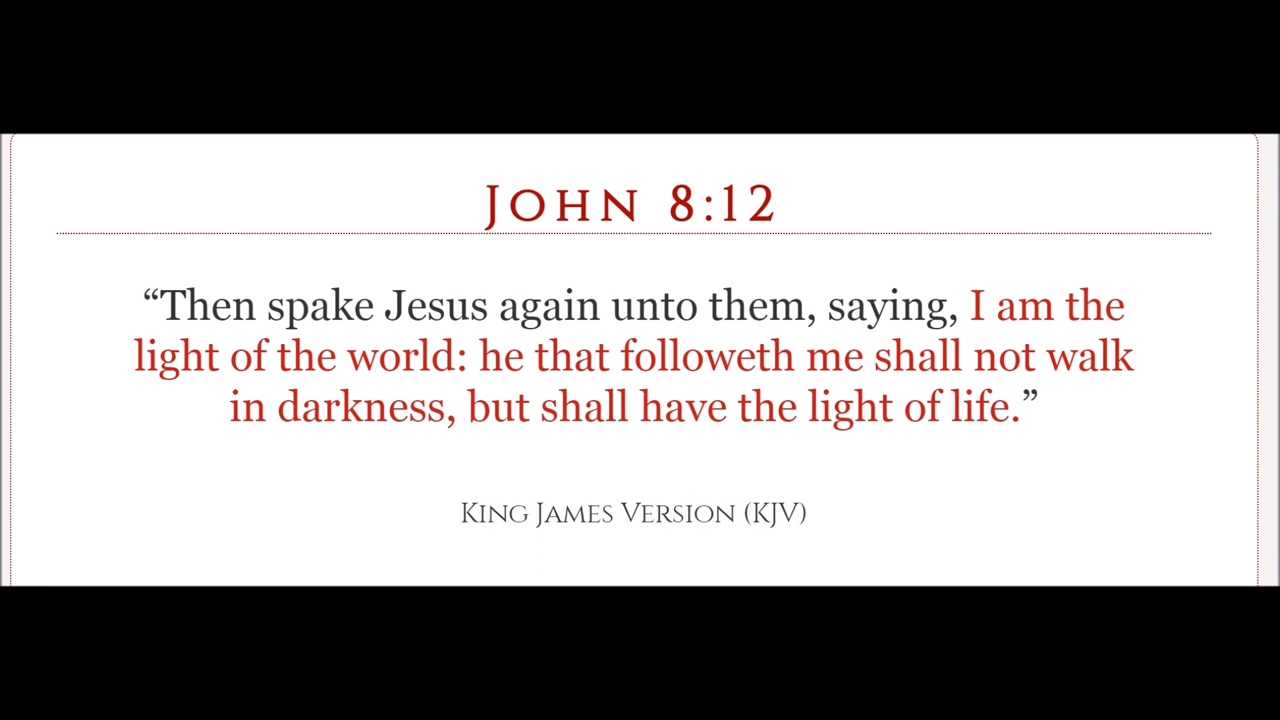 John 8:12
“Then spake Jesus again unto them, saying, I am the
light of the world: he that followeth me shall not walk
in darkness, but shall have the light of life.”
King James Version (KJV)